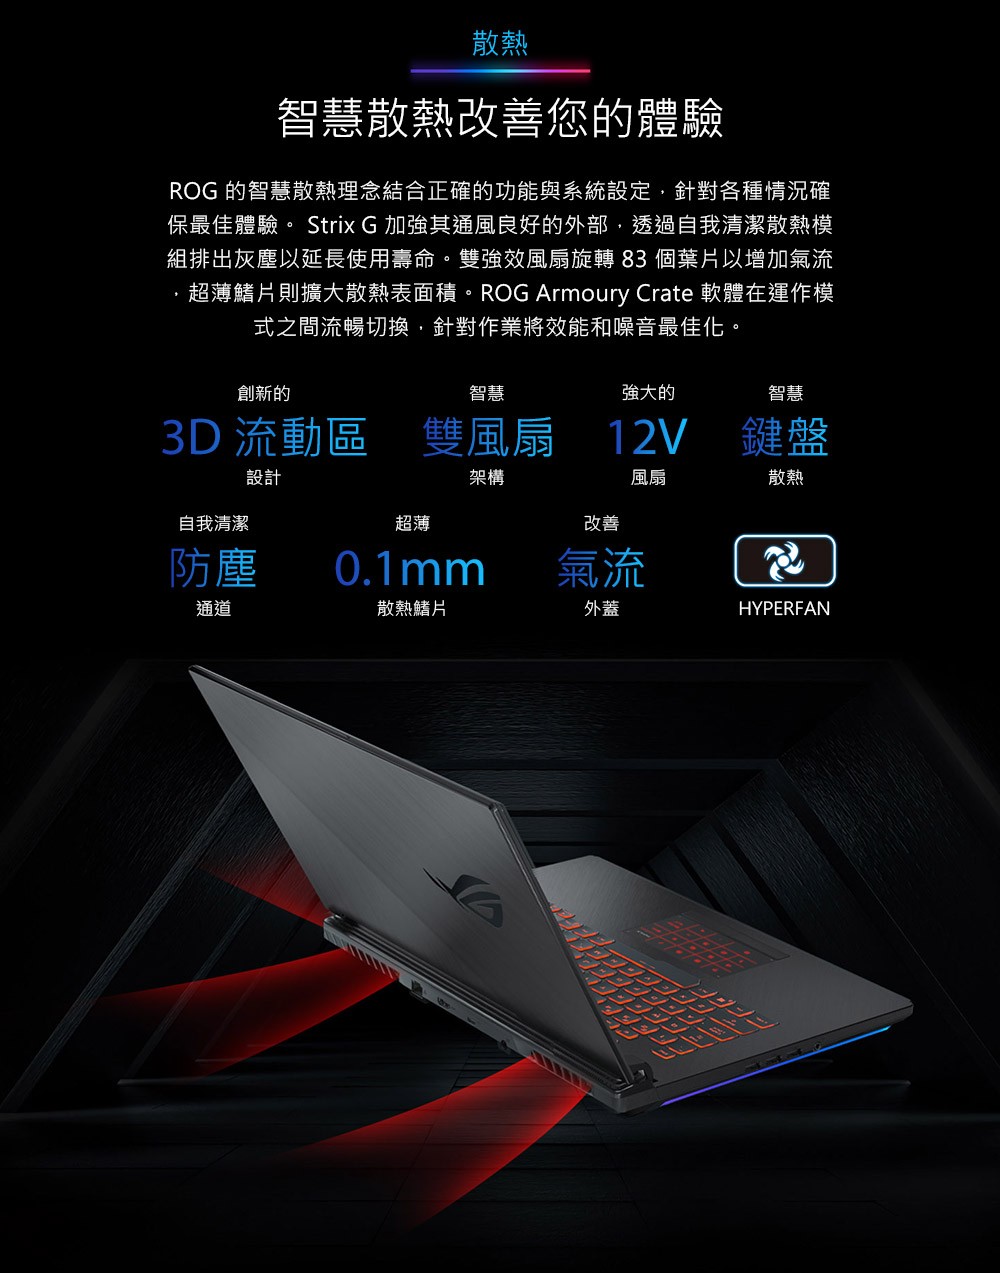 散熱
智慧散熱改善您的體驗
ROG 的智慧散熱理念結合正確的功能與系統設定，針對各種情況確
保最佳體驗。 Strix G 加強其通風良好的外部，透過自我清潔散熱模
組排出灰塵以延長使用壽命。雙強效風扇旋轉 83 個葉片以增加氣流
，超薄鰭片則擴大散熱表面積。ROG Armoury Crate 軟體在運作模
式之間流暢切換，針對作業將效能和噪音最佳化。
創新的
3D 流動區
設計
智慧
雙風扇
架構
強大的
12V
風扇
智慧
鍵盤
散熱
自我清潔
防塵
通道
超薄
0.1mm
散熱鰭片
改善
氣流
外蓋
HYPERFAN